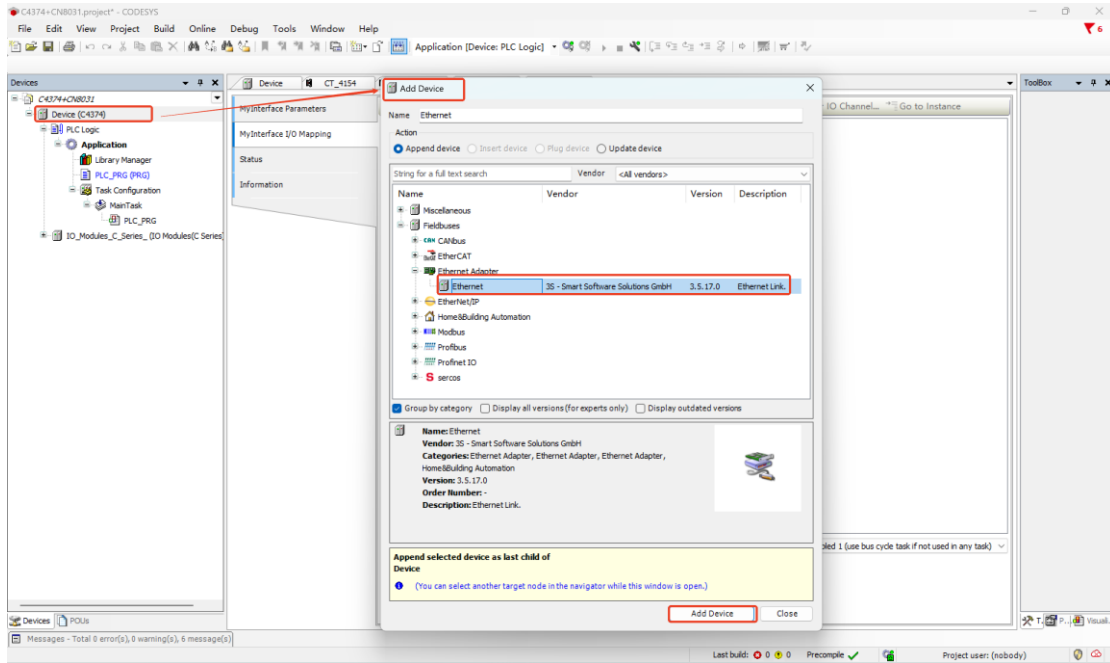 C4374+CN8031.project* - CODESYS
File Edit View Project Build Online Debug Tools Window Help
6
Application [Device: PLC Logic]
Devices
C4374+CN8031
Device (C4374)
PLC Logic
Application
Library Manager
PLC_PRG (PRG)
Task Configuration
MainTask
PLC_PRG
IO_Modules_C_Series_ (IO Modules(C Series
Devices POUs
Device CT_4154
MyInterface Parameters
MyInterface I/O Mapping
Status
Information
Add Device
Name Ethernet
Action
Append device Insert device Plug device Update device
String for a full text search Vendor <All vendors>
Name Vendor Version Description
Miscellaneous
Fieldbuses
CANbus
EtherCAT
Ethernet Adapter
Ethernet 3S - Smart Software Solutions GmbH 3.5.17.0 Ethernet Link.
EtherNet/IP
Home&Building Automation
Modbus
Profibus
Profinet IO
sercos
Group by category Display all versions (for experts only) Display outdated versions
Name: Ethernet
Vendor: 3S - Smart Software Solutions GmbH
Categories: Ethernet Adapter, Ethernet Adapter, Ethernet Adapter,
Home&Building Automation
Version: 3.5.17.0
Order Number: -
Description: Ethernet Link.
Append selected device as last child of
Device
(You can select another target node in the navigator while this window is open.)
Add Device Close
IO Channel... Go to Instance
1 (use bus cycle task if not used in any task)
ToolBox
T... P... Visuali...
Messages - Total 0 error(s), 0 warning(s), 6 message(s)
Last build: 0 0 Precompile Project user: (nobody)